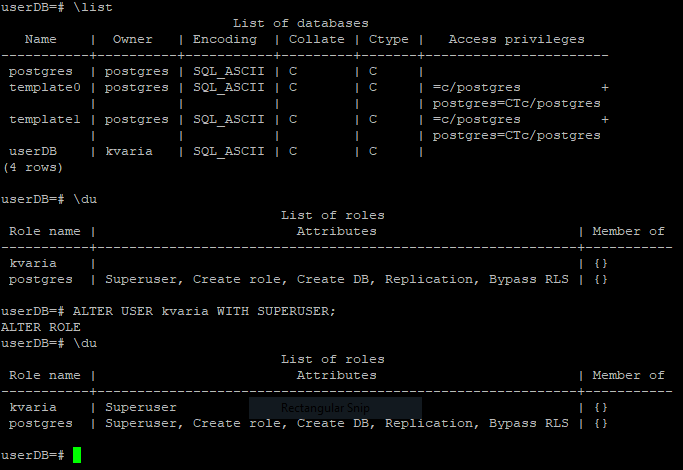 userDB=# \list
                              List of databases
   Name    |  Owner   | Encoding  | Collate | Ctype |   Access privileges
-----------+----------+-----------+---------+-------+-----------------------
 postgres  | postgres | SQL_ASCII | C       | C     |
 template0 | postgres | SQL_ASCII | C       | C     | =c/postgres          +
           |          |           |         |       | postgres=CTc/postgres
 template1 | postgres | SQL_ASCII | C       | C     | =c/postgres          +
           |          |           |         |       | postgres=CTc/postgres
 userDB    | kvaria   | SQL_ASCII | C       | C     |
(4 rows)

userDB=# \du
                                   List of roles
 Role name |                         Attributes                         | Member of
-----------+------------------------------------------------------------+-----------
 kvaria    |                                                            | {}
 postgres  | Superuser, Create role, Create DB, Replication, Bypass RLS | {}

userDB=# ALTER USER kvaria WITH SUPERUSER;
ALTER ROLE
userDB=# \du
                                   List of roles
 Role name |                         Attributes                         | Member of
-----------+------------------------------------------------------------+-----------
 kvaria    | Superuser             Rectangular Snip                     | {}
 postgres  | Superuser, Create role, Create DB, Replication, Bypass RLS | {}

userDB=#